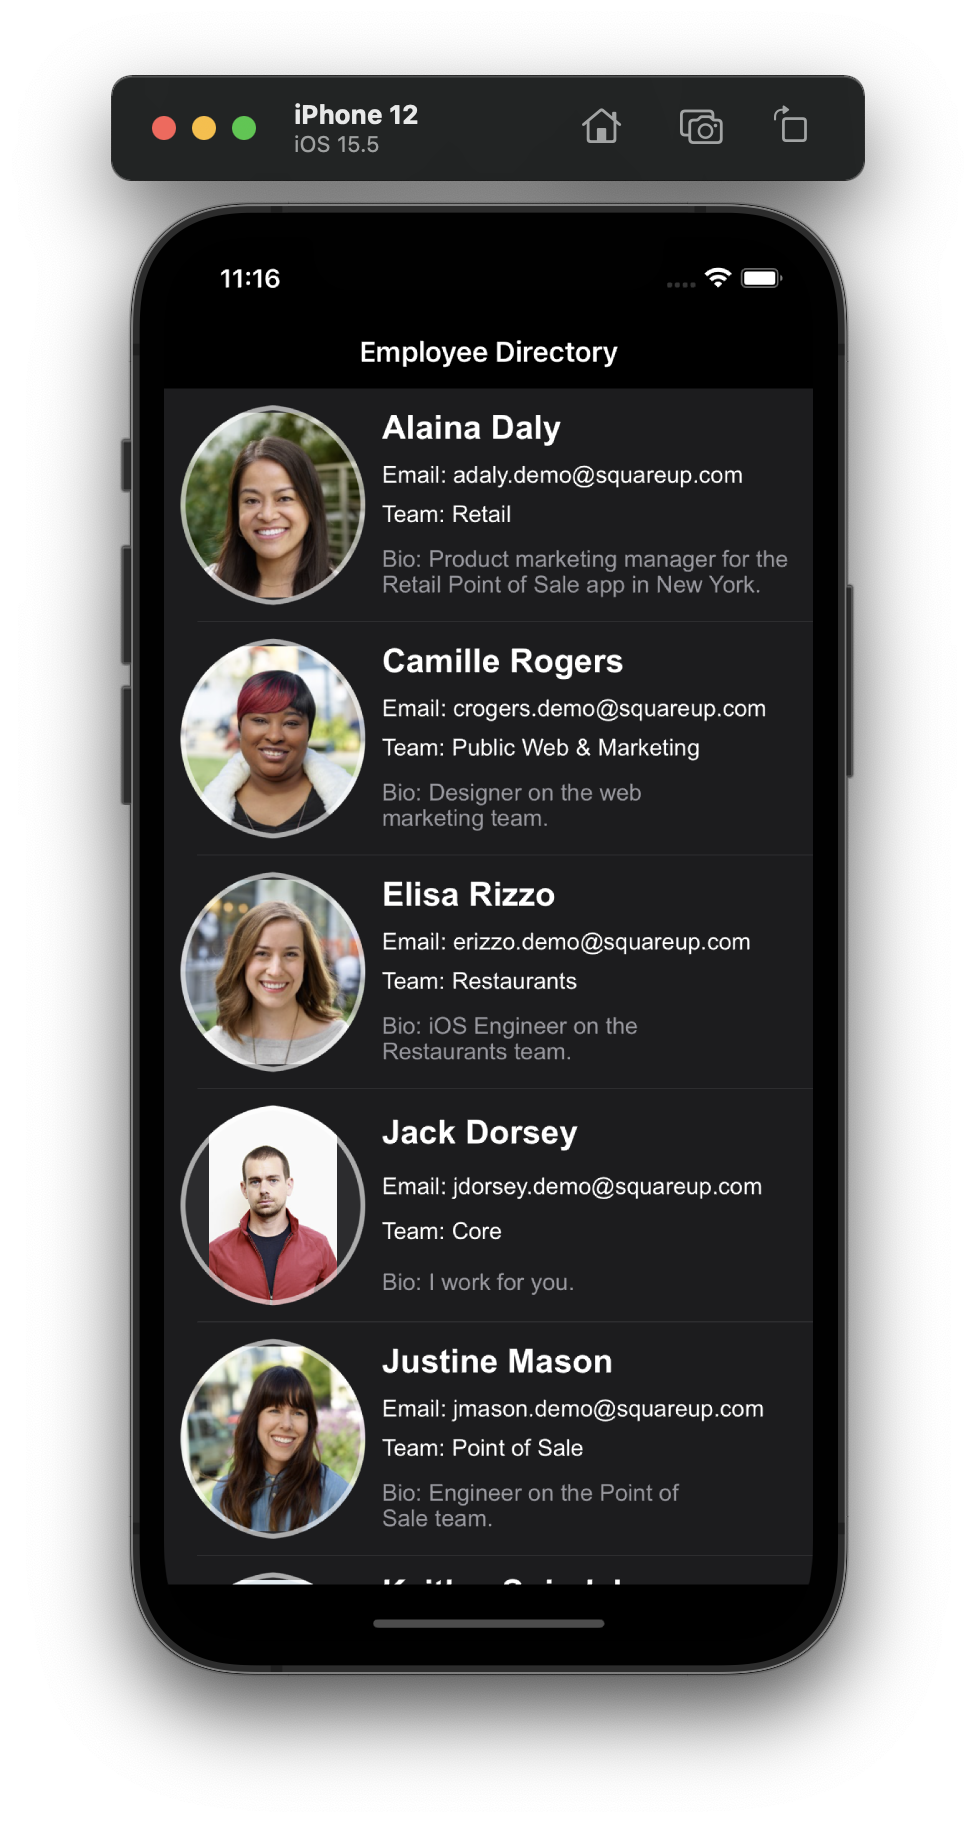 iPhone 12
iOS 15.5
11:16
Employee Directory
Alaina Daly
Email: adaly.demo@squareup.com
Team: Retail
Bio: Product marketing manager for the
Retail Point of Sale app in New York.
Camille Rogers
Email: crogers.demo@squareup.com
Team: Public Web & Marketing
Bio: Designer on the web
marketing team.
Elisa Rizzo
Email: erizzo.demo@squareup.com
Team: Restaurants
Bio: iOS Engineer on the
Restaurants team.
Jack Dorsey
Email: jdorsey.demo@squareup.com
Team: Core
Bio: I work for you.
Justine Mason
Email: jmason.demo@squareup.com
Team: Point of Sale
Bio: Engineer on the Point of
Sale team.